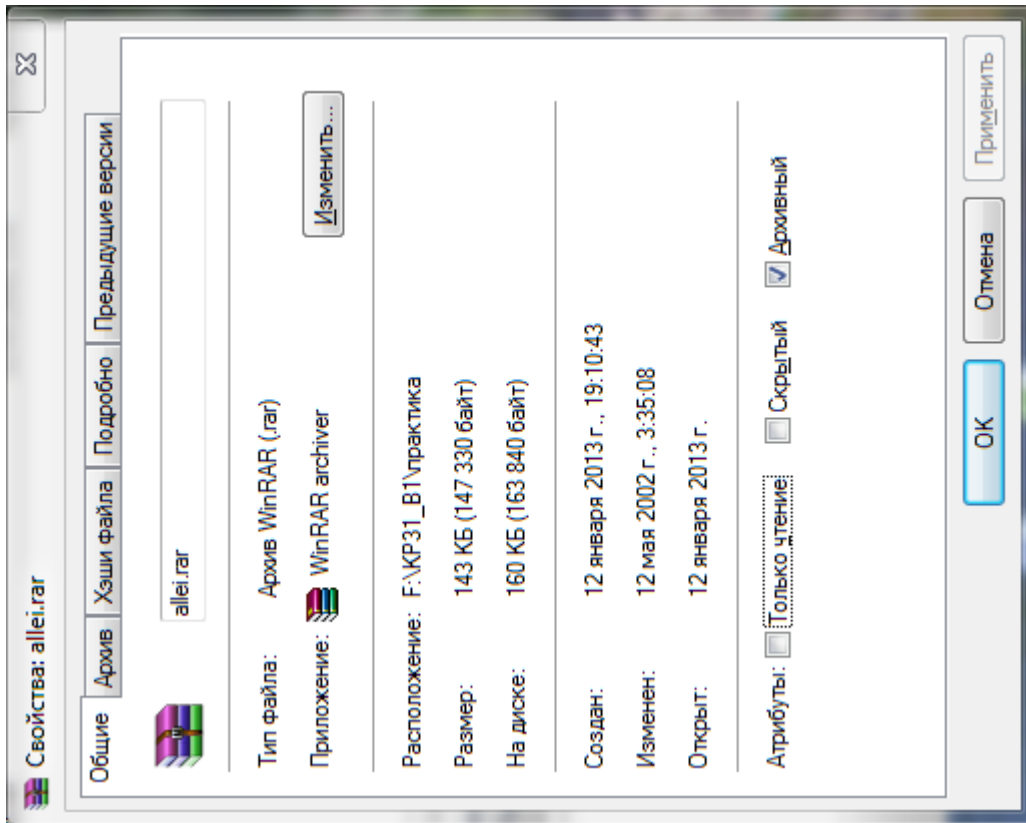 Свойства: allei.rar
Общие Архив Хэши файла Подробно Предыдущие версии
allei.rar
Тип файла: Архив WinRAR (.rar)
Приложение: WinRAR archiver Изменить...
Расположение: F:\KP31_B1\практика
Размер: 143 КБ (147 330 байт)
На диске: 160 КБ (163 840 байт)
Создан: 12 января 2013 г., 19:10:43
Изменен: 12 мая 2002 г., 3:35:08
Открыт: 12 января 2013 г.
Атрибуты: Только чтение Скрытый Архивный
OK Отмена Применить